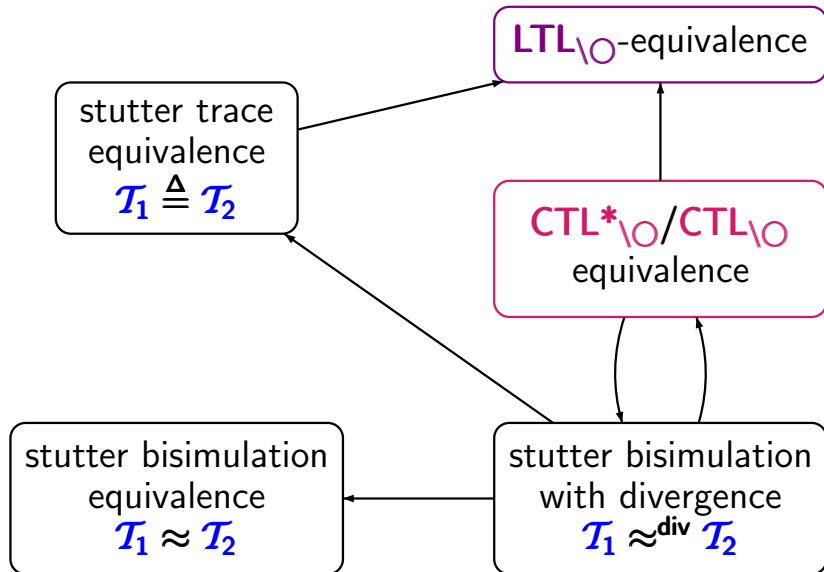 LTL\○-equivalence
stutter trace
equivalence
𝒯₁ ≜ 𝒯₂
CTL*\○/CTL\○
equivalence
stutter bisimulation
equivalence
𝒯₁ ≈ 𝒯₂
stutter bisimulation
with divergence
𝒯₁ ≈ᵈⁱᵛ 𝒯₂